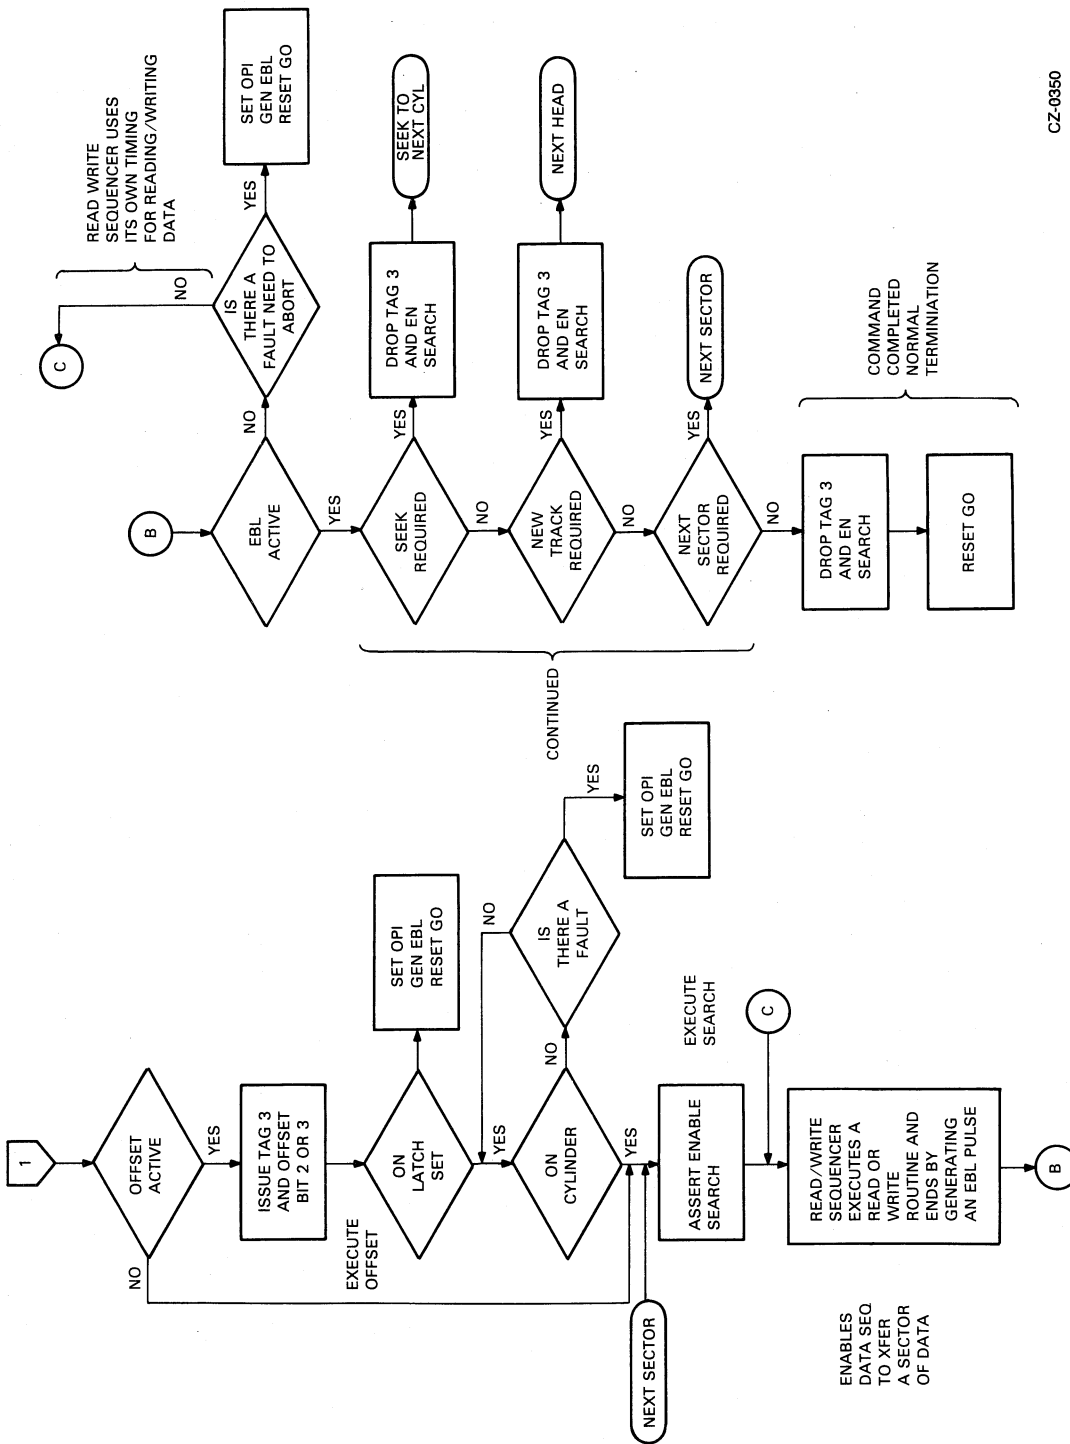 1
OFFSET
ACTIVE
NO
YES
ISSUE TAG 3
AND OFFSET
BIT 2 OR 3
EXECUTE
OFFSET
ON
LATCH
SET
SET OPI
GEN EBL
RESET GO
YES
NO
ON
CYLINDER
NO
IS
THERE A
FAULT
YES
SET OPI
GEN EBL
RESET GO
YES
NEXT SECTOR
ASSERT ENABLE
SEARCH
EXECUTE
SEARCH
C
ENABLES
DATA SEQ
TO XFER
A SECTOR
OF DATA
READ/WRITE
SEQUENCER
EXECUTES A
READ OR
WRITE
ROUTINE AND
ENDS BY
GENERATING
AN EBL PULSE
B
B
C
READ WRITE
SEQUENCER USES
ITS OWN TIMING
FOR READING/WRITING
DATA
EBL
ACTIVE
NO
NO
IS
THERE A
FAULT NEED TO
ABORT
YES
SET OPI
GEN EBL
RESET GO
YES
CONTINUED
SEEK
REQUIRED
YES
DROP TAG 3
AND EN
SEARCH
SEEK TO
NEXT CYL
NO
NEW
TRACK
REQUIRED
YES
DROP TAG 3
AND EN
SEARCH
NEXT HEAD
NO
NEXT
SECTOR
REQUIRED
YES
NEXT SECTOR
NO
DROP TAG 3
AND EN
SEARCH
RESET GO
COMMAND
COMPLETED
NORMAL
TERMINIATION
CZ-0350